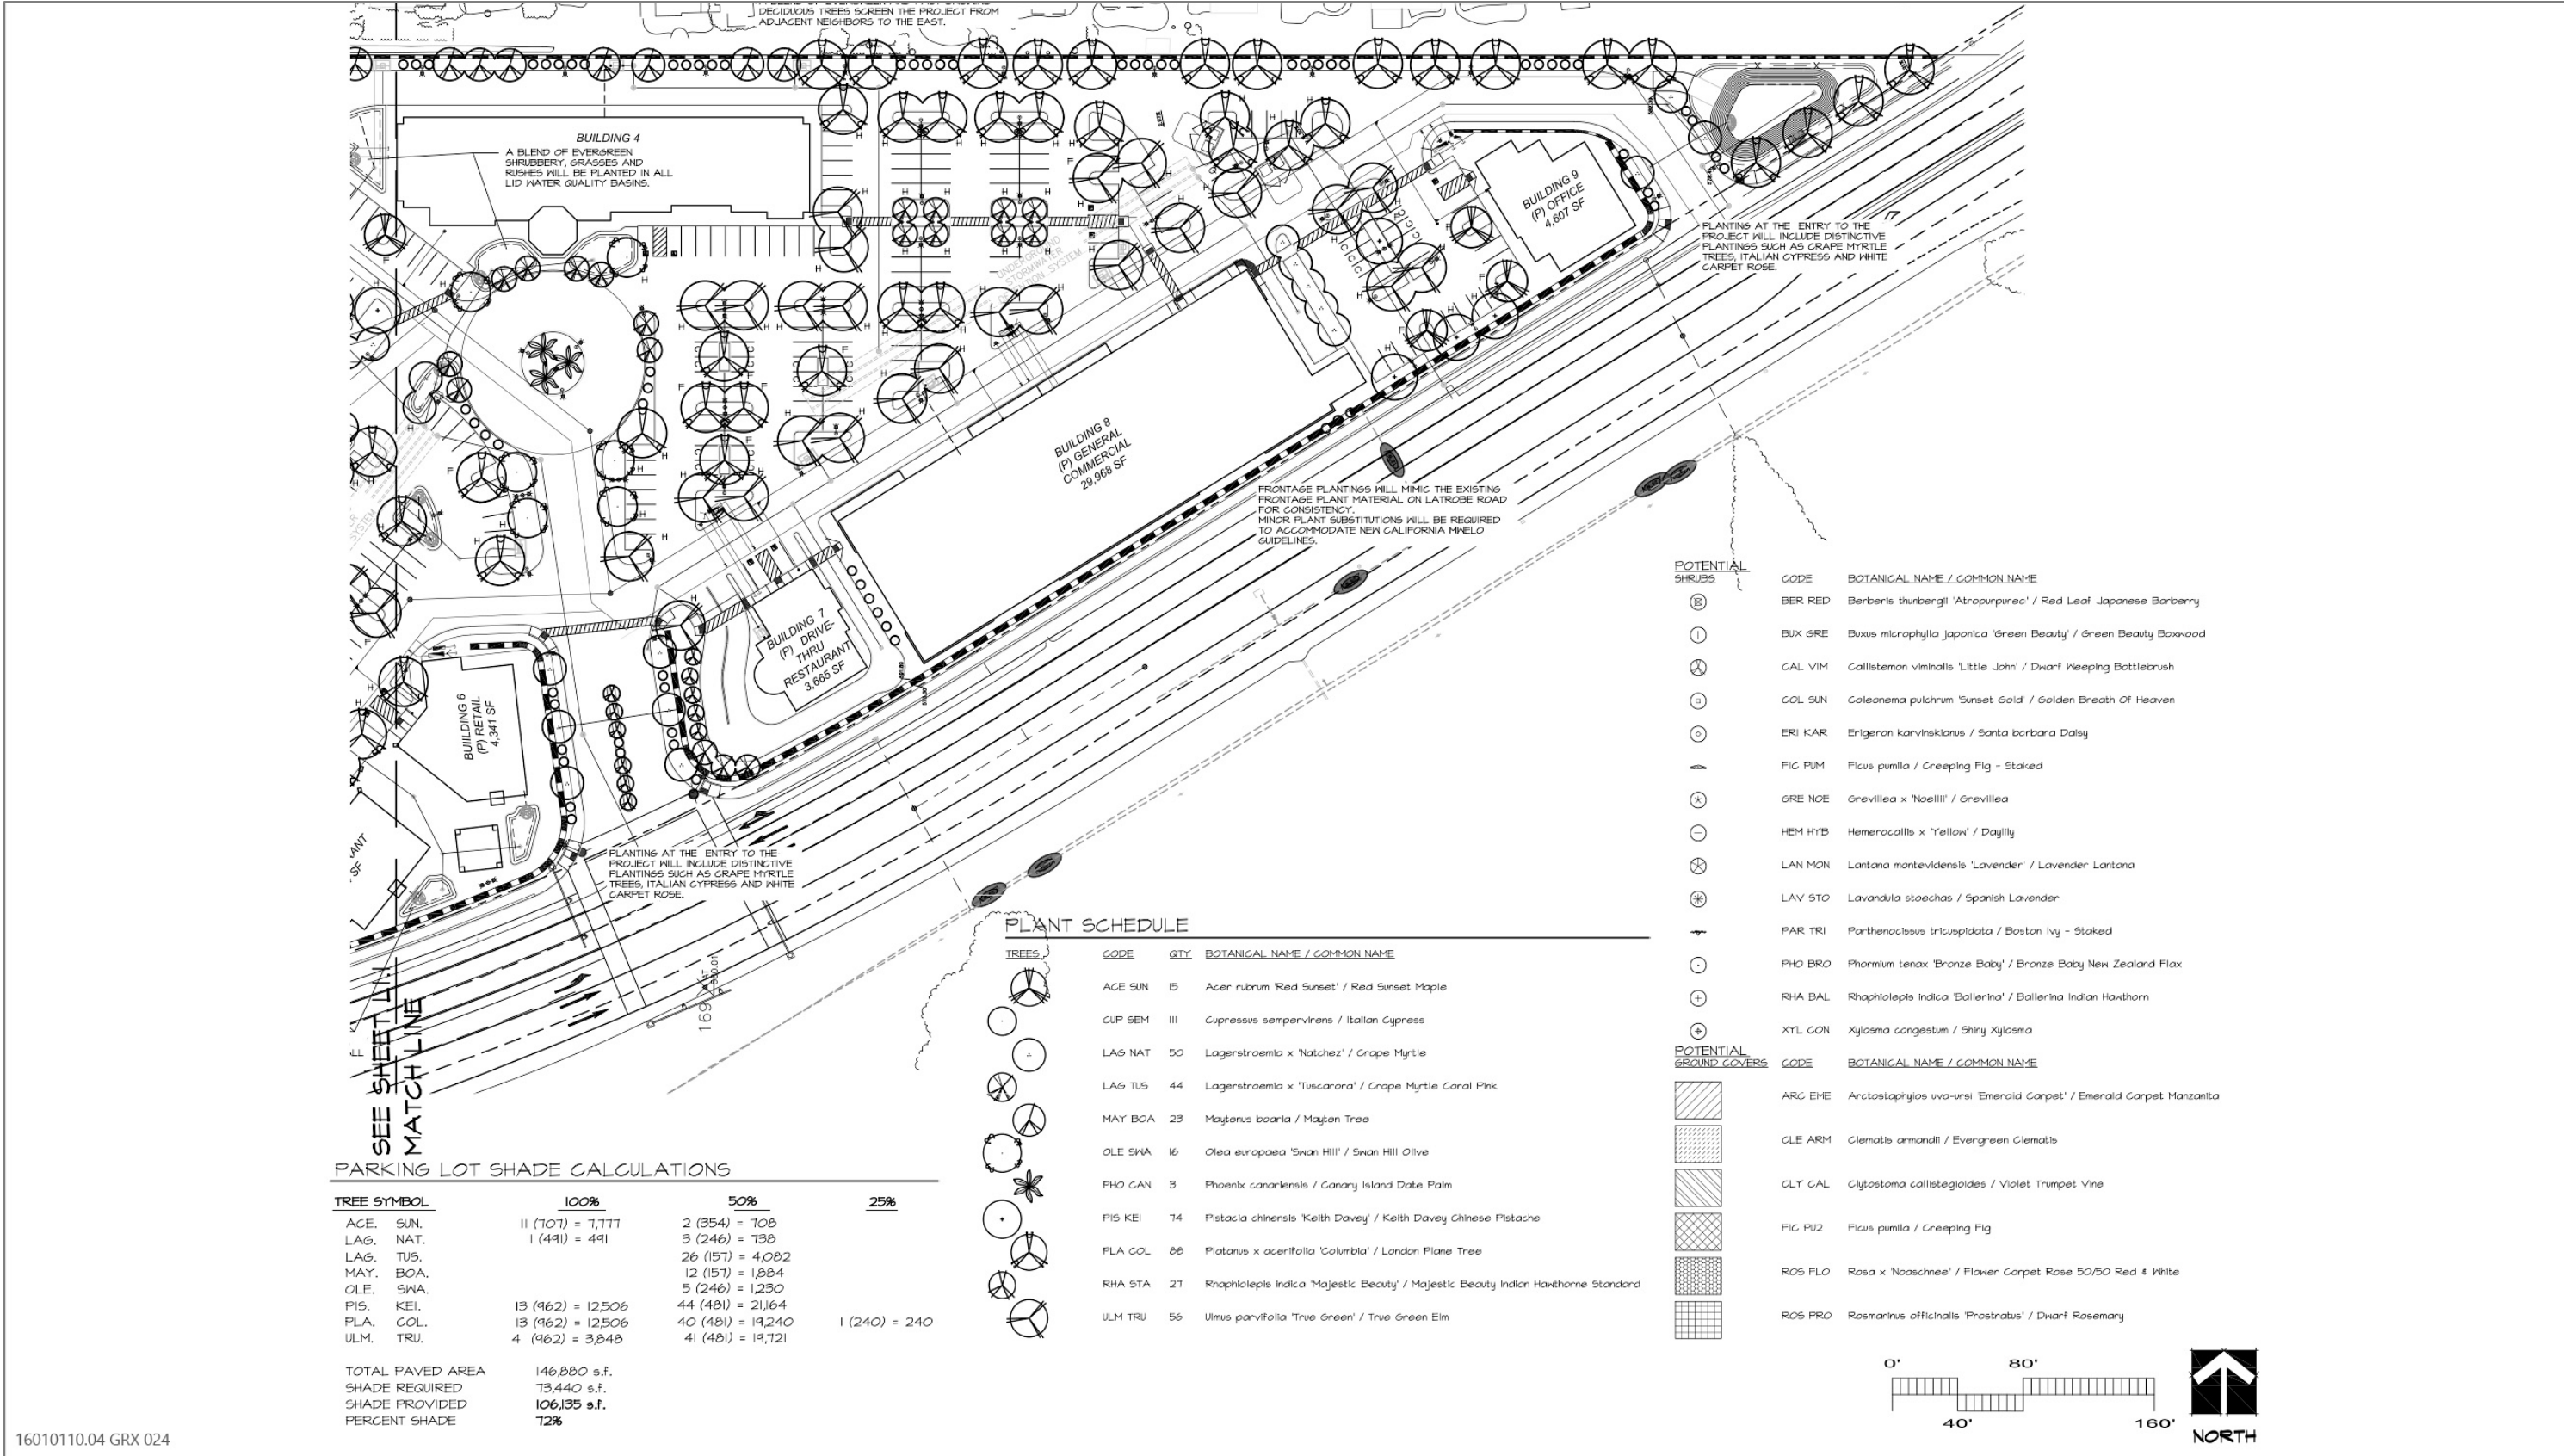 DECIDUOUS TREES SCREEN THE PROJECT FROM
ADJACENT NEIGHBORS TO THE EAST.
BUILDING 4
A BLEND OF EVERGREEN
SHRUBBERY, GRASSES AND
RUSHES WILL BE PLANTED IN ALL
LID WATER QUALITY BASINS.
BUILDING 9
(P) OFFICE
4,607 SF
PLANTING AT THE ENTRY TO THE
PROJECT WILL INCLUDE DISTINCTIVE
PLANTINGS SUCH AS CRAPE MYRTLE
TREES, ITALIAN CYPRESS AND WHITE
CARPET ROSE.
BUILDING 8
(P) GENERAL
COMMERCIAL
29,968 SF
FRONTAGE PLANTINGS WILL MIMIC THE EXISTING
FRONTAGE PLANT MATERIAL ON LATROBE ROAD
FOR CONSISTENCY.
MINOR PLANT SUBSTITUTIONS WILL BE REQUIRED
TO ACCOMMODATE NEW CALIFORNIA MWELO
GUIDELINES.
BUILDING 7
(P) DRIVE-
THRU
RESTAURANT
3,665 SF
BUILDING 6
(P) RETAIL
4,341 SF
PLANTING AT THE ENTRY TO THE
PROJECT WILL INCLUDE DISTINCTIVE
PLANTINGS SUCH AS CRAPE MYRTLE
TREES, ITALIAN CYPRESS AND WHITE
CARPET ROSE.
SEE SHEET
MATCH LINE
PLANT SCHEDULE
TREES CODE QTY BOTANICAL NAME / COMMON NAME
ACE SUN 15 Acer rubrum 'Red Sunset' / Red Sunset Maple
CUP SEM 111 Cupressus sempervirens / Italian Cypress
LAG NAT 50 Lagerstroemia x 'Natchez' / Crape Myrtle
LAG TUS 44 Lagerstroemia x 'Tuscarora' / Crape Myrtle Coral Pink
MAY BOA 23 Maytenus boaria / Mayten Tree
OLE SWA 16 Olea europaea 'Swan Hill' / Swan Hill Olive
PHO CAN 3 Phoenix canariensis / Canary Island Date Palm
PIS KEI 74 Pistacia chinensis 'Keith Davey' / Keith Davey Chinese Pistache
PLA COL 88 Platanus x acerifolia 'Columbia' / London Plane Tree
RHA STA 27 Rhaphiolepis indica 'Majestic Beauty' / Majestic Beauty Indian Hawthorne Standard
ULM TRU 56 Ulmus parvifolia 'True Green' / True Green Elm
POTENTIAL
SHRUBS CODE BOTANICAL NAME / COMMON NAME
BER RED Berberis thunbergii 'Atropurpurea' / Red Leaf Japanese Barberry
BUX GRE Buxus microphylla japonica 'Green Beauty' / Green Beauty Boxwood
CAL VIM Callistemon viminalis 'Little John' / Dwarf Weeping Bottlebrush
COL SUN Coleonema pulchrum 'Sunset Gold' / Golden Breath Of Heaven
ERI KAR Erigeron karvinskianus / Santa barbara Daisy
FIC PUM Ficus pumila / Creeping Fig - Staked
GRE NOE Grevillea x 'Noellii' / Grevillea
HEM HYB Hemerocallis x 'Yellow' / Daylily
LAN MON Lantana montevidensis 'Lavender' / Lavender Lantana
LAV STO Lavandula stoechas / Spanish Lavender
PAR TRI Parthenocissus tricuspidata / Boston Ivy - Staked
PHO BRO Phormium tenax 'Bronze Baby' / Bronze Baby New Zealand Flax
RHA BAL Rhaphiolepis indica 'Ballerina' / Ballerina Indian Hawthorn
XYL CON Xylosma congestum / Shiny Xylosma
POTENTIAL
GROUND COVERS CODE BOTANICAL NAME / COMMON NAME
ARC EME Arctostaphylos uva-ursi 'Emerald Carpet' / Emerald Carpet Manzanita
CLE ARM Clematis armandii / Evergreen Clematis
CLY CAL Clytostoma callistegioides / Violet Trumpet Vine
FIC PU2 Ficus pumila / Creeping Fig
ROS FLO Rosa x 'Noaschnee' / Flower Carpet Rose 50/50 Red & White
ROS PRO Rosmarinus officinalis 'Prostratus' / Dwarf Rosemary
PARKING LOT SHADE CALCULATIONS
TREE SYMBOL 100% 50% 25%
ACE. SUN. 11 (707) = 7,777 2 (354) = 708
LAG. NAT. 1 (491) = 491 3 (246) = 738
LAG. TUS. 26 (157) = 4,082
MAY. BOA. 12 (157) = 1,884
OLE. SWA. 5 (246) = 1,230
PIS. KEI. 13 (962) = 12,506 44 (481) = 21,164
PLA. COL. 13 (962) = 12,506 40 (481) = 19,240 1 (240) = 240
ULM. TRU. 4 (962) = 3,848 41 (481) = 19,721
TOTAL PAVED AREA 146,880 s.f.
SHADE REQUIRED 73,440 s.f.
SHADE PROVIDED 106,135 s.f.
PERCENT SHADE 72%
0' 80'
40' 160'
NORTH
16010110.04 GRX 024